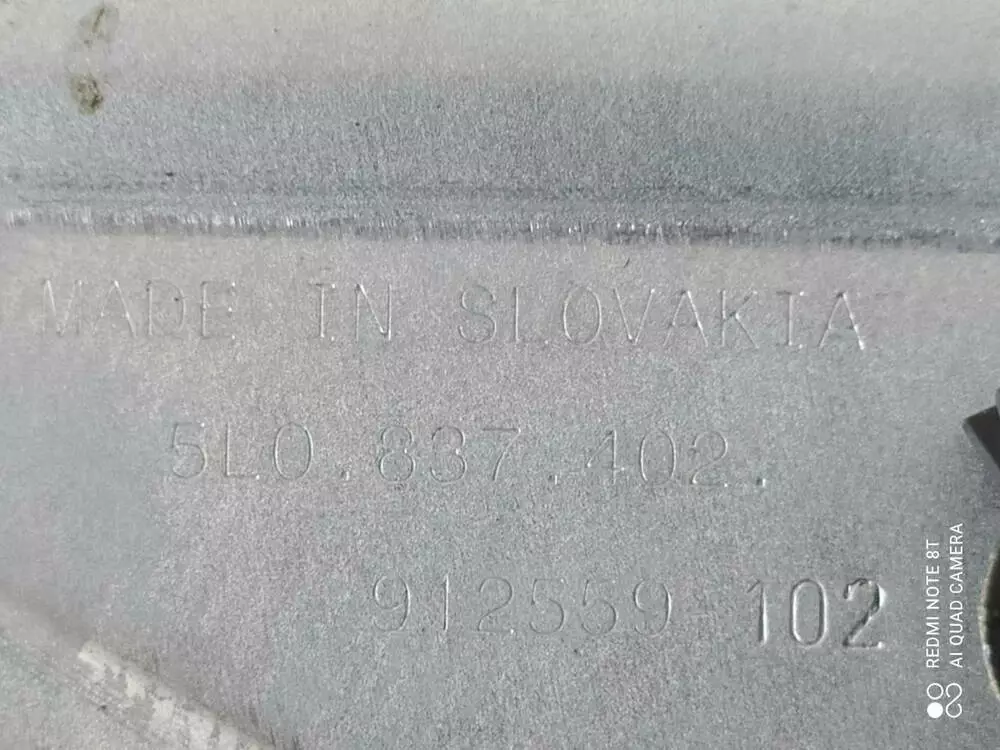 MADE IN SLOVAKIA
5L0.837.402.
912559-102
REDMI NOTE 8T
AI QUAD CAMERA